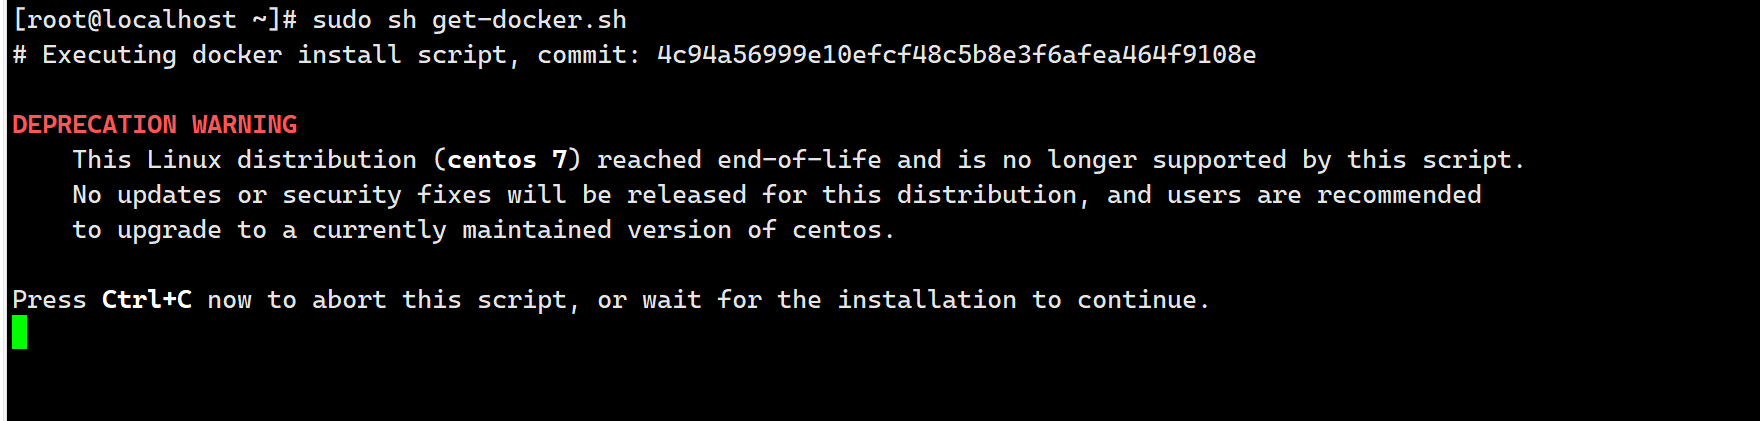 [root@localhost ~]# sudo sh get-docker.sh
# Executing docker install script, commit: 4c94a56999e10efcf48c5b8e3f6afea464f9108e
DEPRECATION WARNING
This Linux distribution (centos 7) reached end-of-life and is no longer supported by this script.
No updates or security fixes will be released for this distribution, and users are recommended
to upgrade to a currently maintained version of centos.
Press Ctrl+C now to abort this script, or wait for the installation to continue.